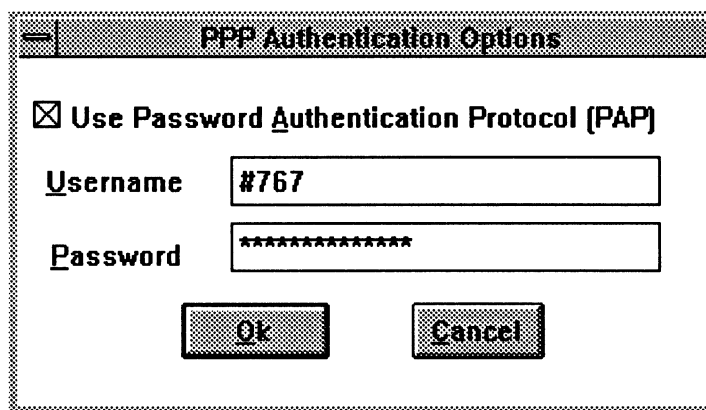 PPP Authentication Options
Use Password Authentication Protocol (PAP)
Username #767
Password **************
Ok Cancel